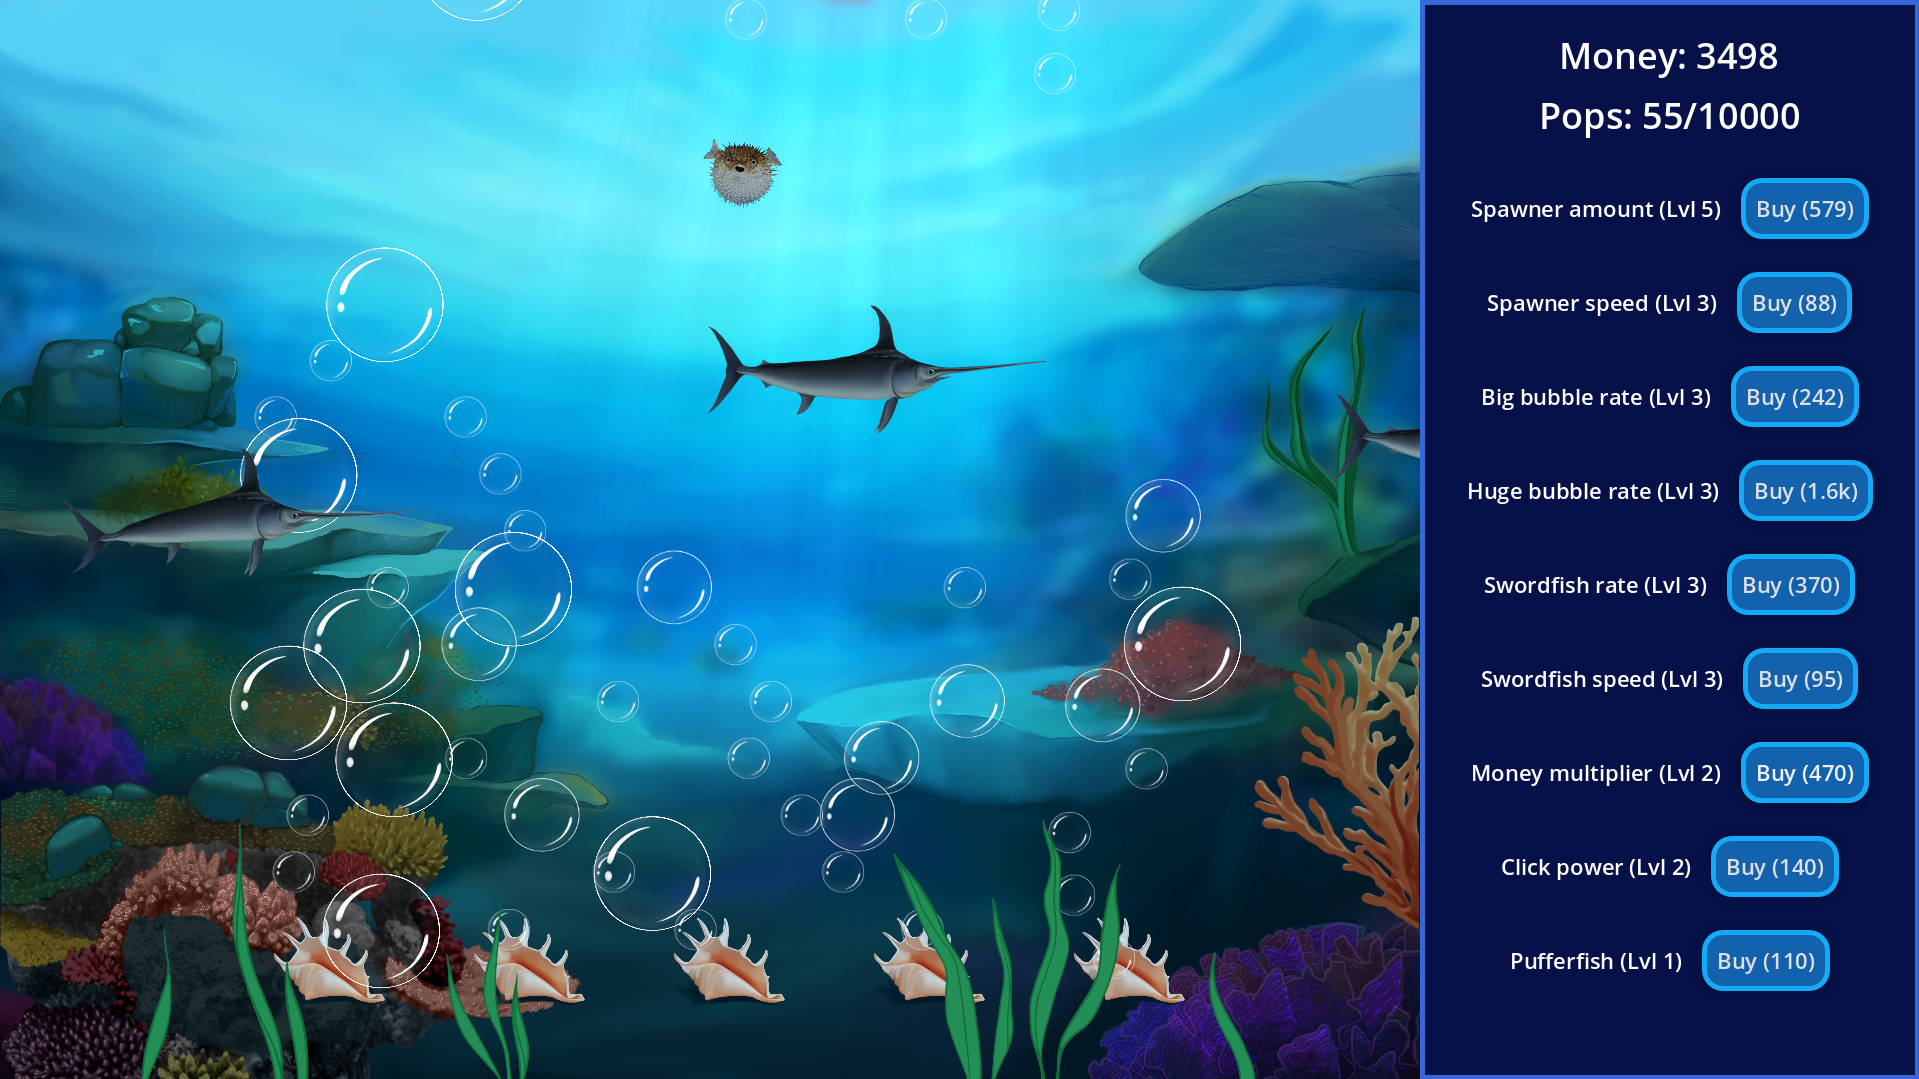 Money: 3498
Pops: 55/10000
Spawner amount (Lvl 5) Buy (579)
Spawner speed (Lvl 3) Buy (88)
Big bubble rate (Lvl 3) Buy (242)
Huge bubble rate (Lvl 3) Buy (1.6k)
Swordfish rate (Lvl 3) Buy (370)
Swordfish speed (Lvl 3) Buy (95)
Money multiplier (Lvl 2) Buy (470)
Click power (Lvl 2) Buy (140)
Pufferfish (Lvl 1) Buy (110)